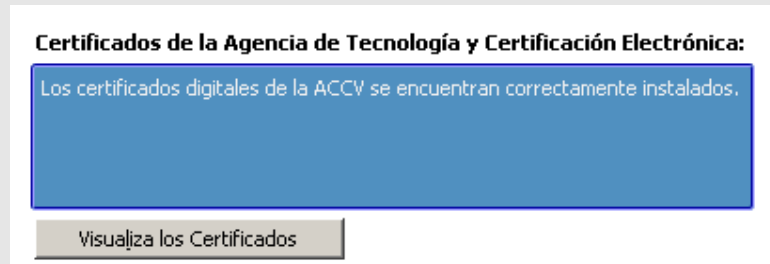 Certificados de la Agencia de Tecnología y Certificación Electrónica:
Los certificados digitales de la ACCV se encuentran correctamente instalados.
Visualiza los Certificados